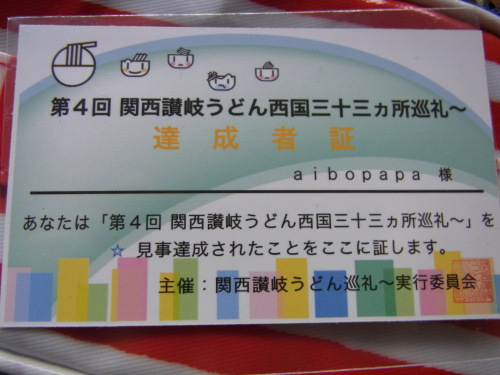 第4回 関西讃岐うどん西国三十三ヵ所巡礼～
達成者証
aibopapa 様
あなたは「第4回 関西讃岐うどん西国三十三ヵ所巡礼～」を
☆ 見事達成されたことをここに証します。
主催：関西讃岐うどん巡礼～実行委員会